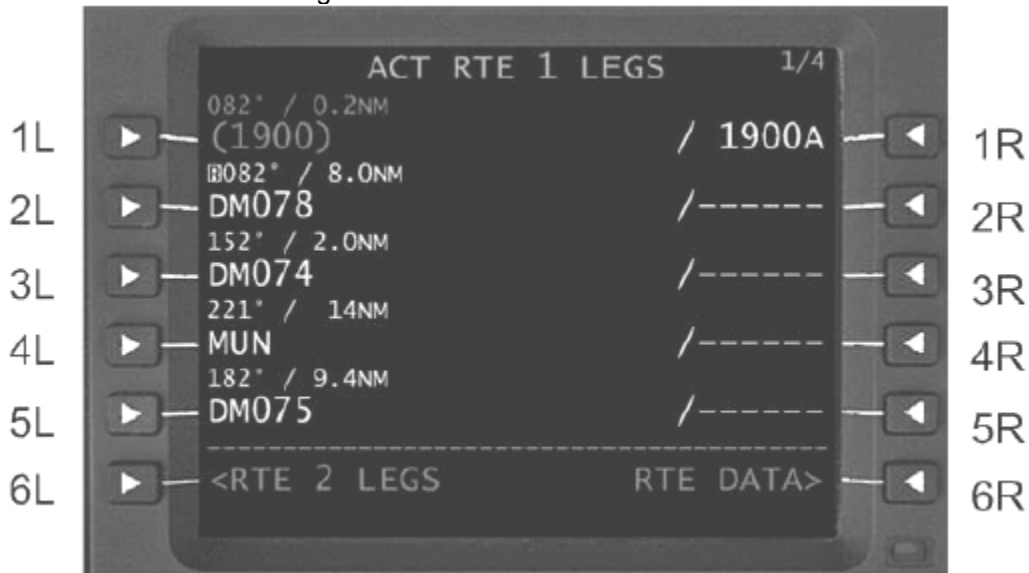 ACT RTE 1 LEGS 1/4
082° / 0.2NM
1L (1900) / 1900A 1R
R082° / 8.0NM
2L DM078 /------ 2R
152° / 2.0NM
3L DM074 /------ 3R
221° / 14NM
4L MUN /------ 4R
182° / 9.4NM
5L DM075 /------ 5R
6L <RTE 2 LEGS RTE DATA> 6R